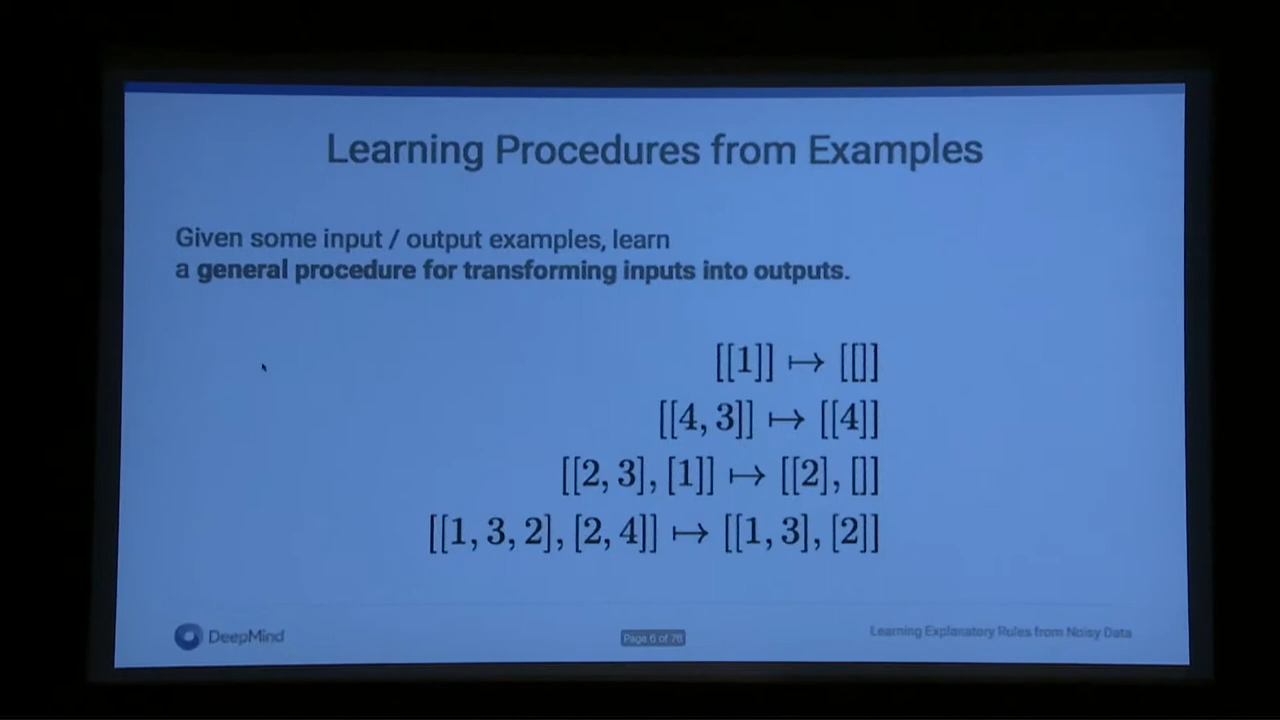 Learning Procedures from Examples
Given some input / output examples, learn
a general procedure for transforming inputs into outputs.
[[1]] ↦ [[]]
[[4, 3]] ↦ [[4]]
[[2, 3], [1]] ↦ [[2], []]
[[1, 3, 2], [2, 4]] ↦ [[1, 3], [2]]
DeepMind
Page 6 of 76
Learning Explanatory Rules from Noisy Data